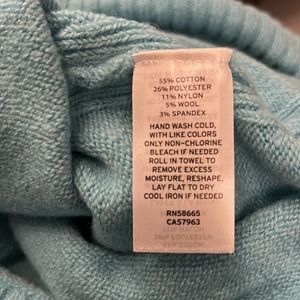 55% COTTON
26% POLYESTER
11% NYLON
5% WOOL
3% SPANDEX
HAND WASH COLD,
WITH LIKE COLORS
ONLY NON-CHLORINE
BLEACH IF NEEDED
ROLL IN TOWEL TO
REMOVE EXCESS
MOISTURE, RESHAPE,
LAY FLAT TO DRY
COOL IRON IF NEEDED
RN58665
CA57963